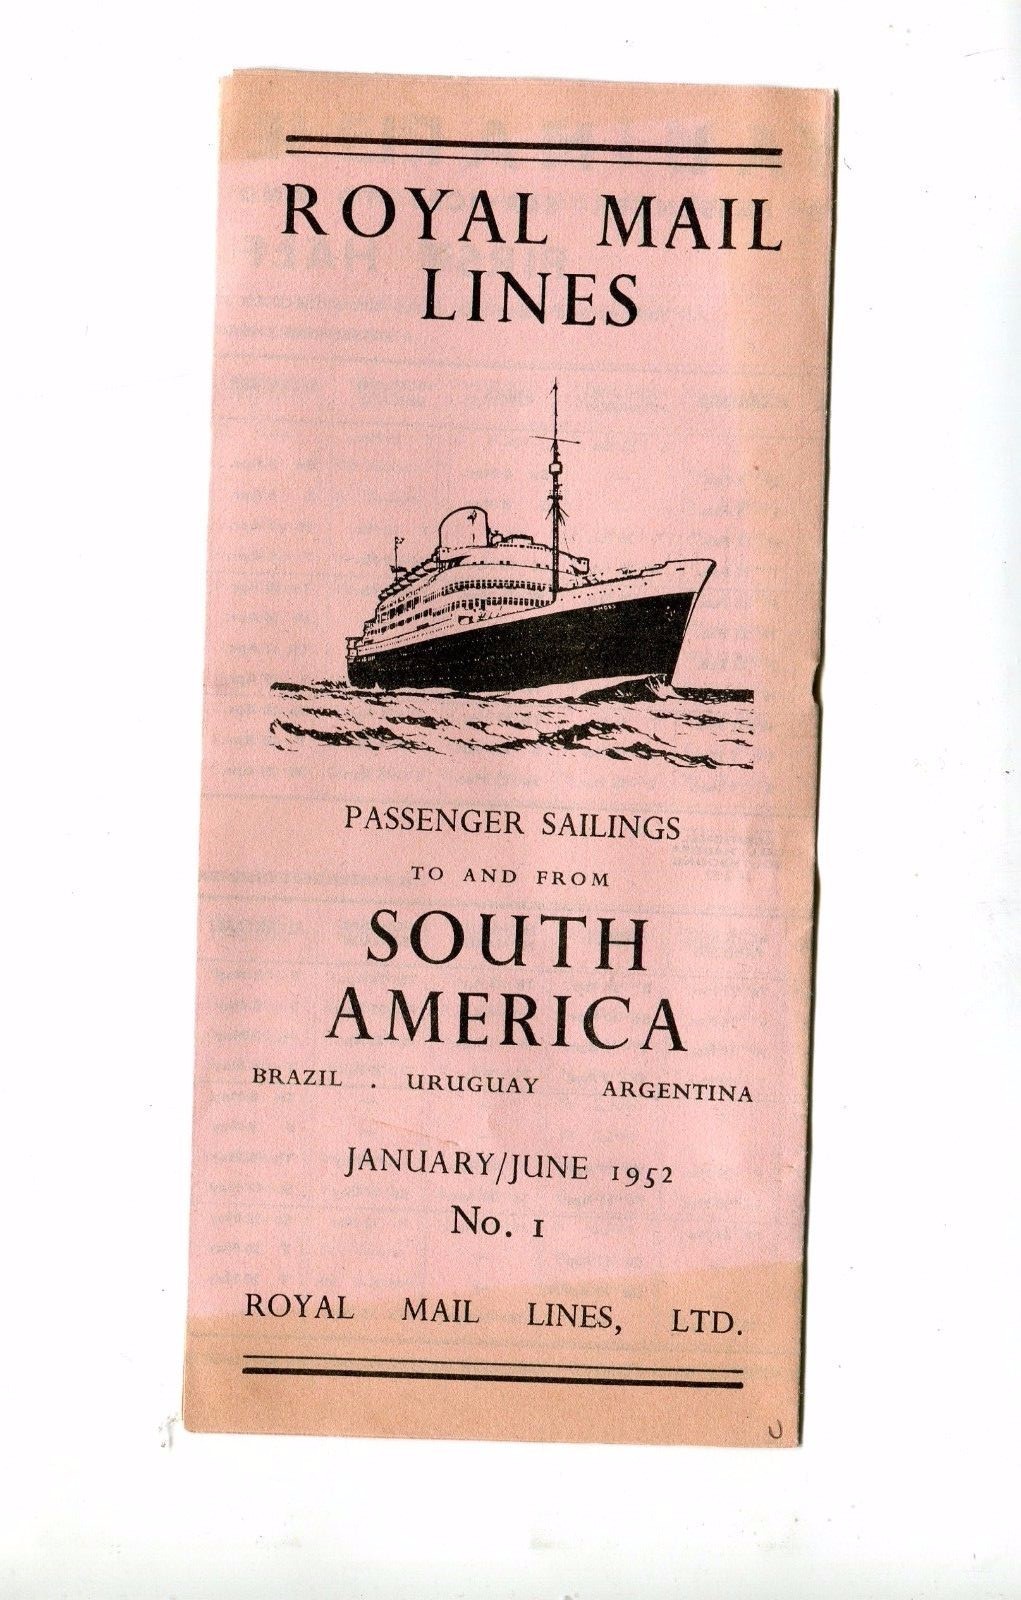 ROYAL MAIL
LINES
ANDES
PASSENGER SAILINGS
TO AND FROM
SOUTH
AMERICA
BRAZIL . URUGUAY ARGENTINA
JANUARY/JUNE 1952
No. 1
ROYAL MAIL LINES, LTD.